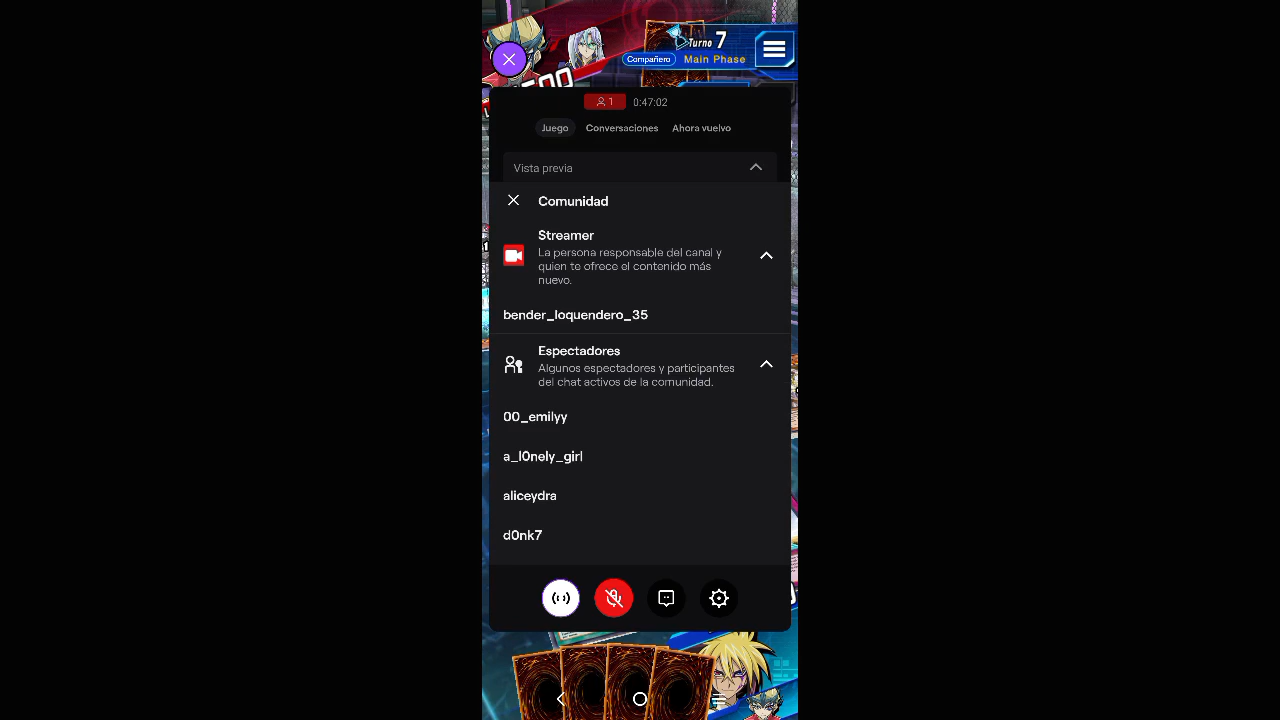 Turno 7
Compañero
Main Phase
1 0:47:02
Juego Conversaciones Ahora vuelvo
Vista previa
Comunidad
Streamer
La persona responsable del canal y
quien te ofrece el contenido más
nuevo.
bender_loquendero_35
Espectadores
Algunos espectadores y participantes
del chat activos de la comunidad.
00_emilyy
a_l0nely_girl
aliceydra
d0nk7